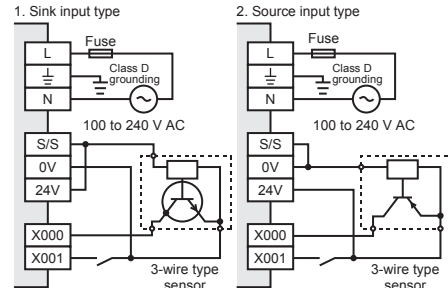 1. Sink input type
L
Fuse
Class D
grounding
N
100 to 240 V AC
S/S
0V
24V
X000
X001
3-wire type
sensor
2. Source input type
L
Fuse
Class D
grounding
N
100 to 240 V AC
S/S
0V
24V
X000
X001
3-wire type
sensor